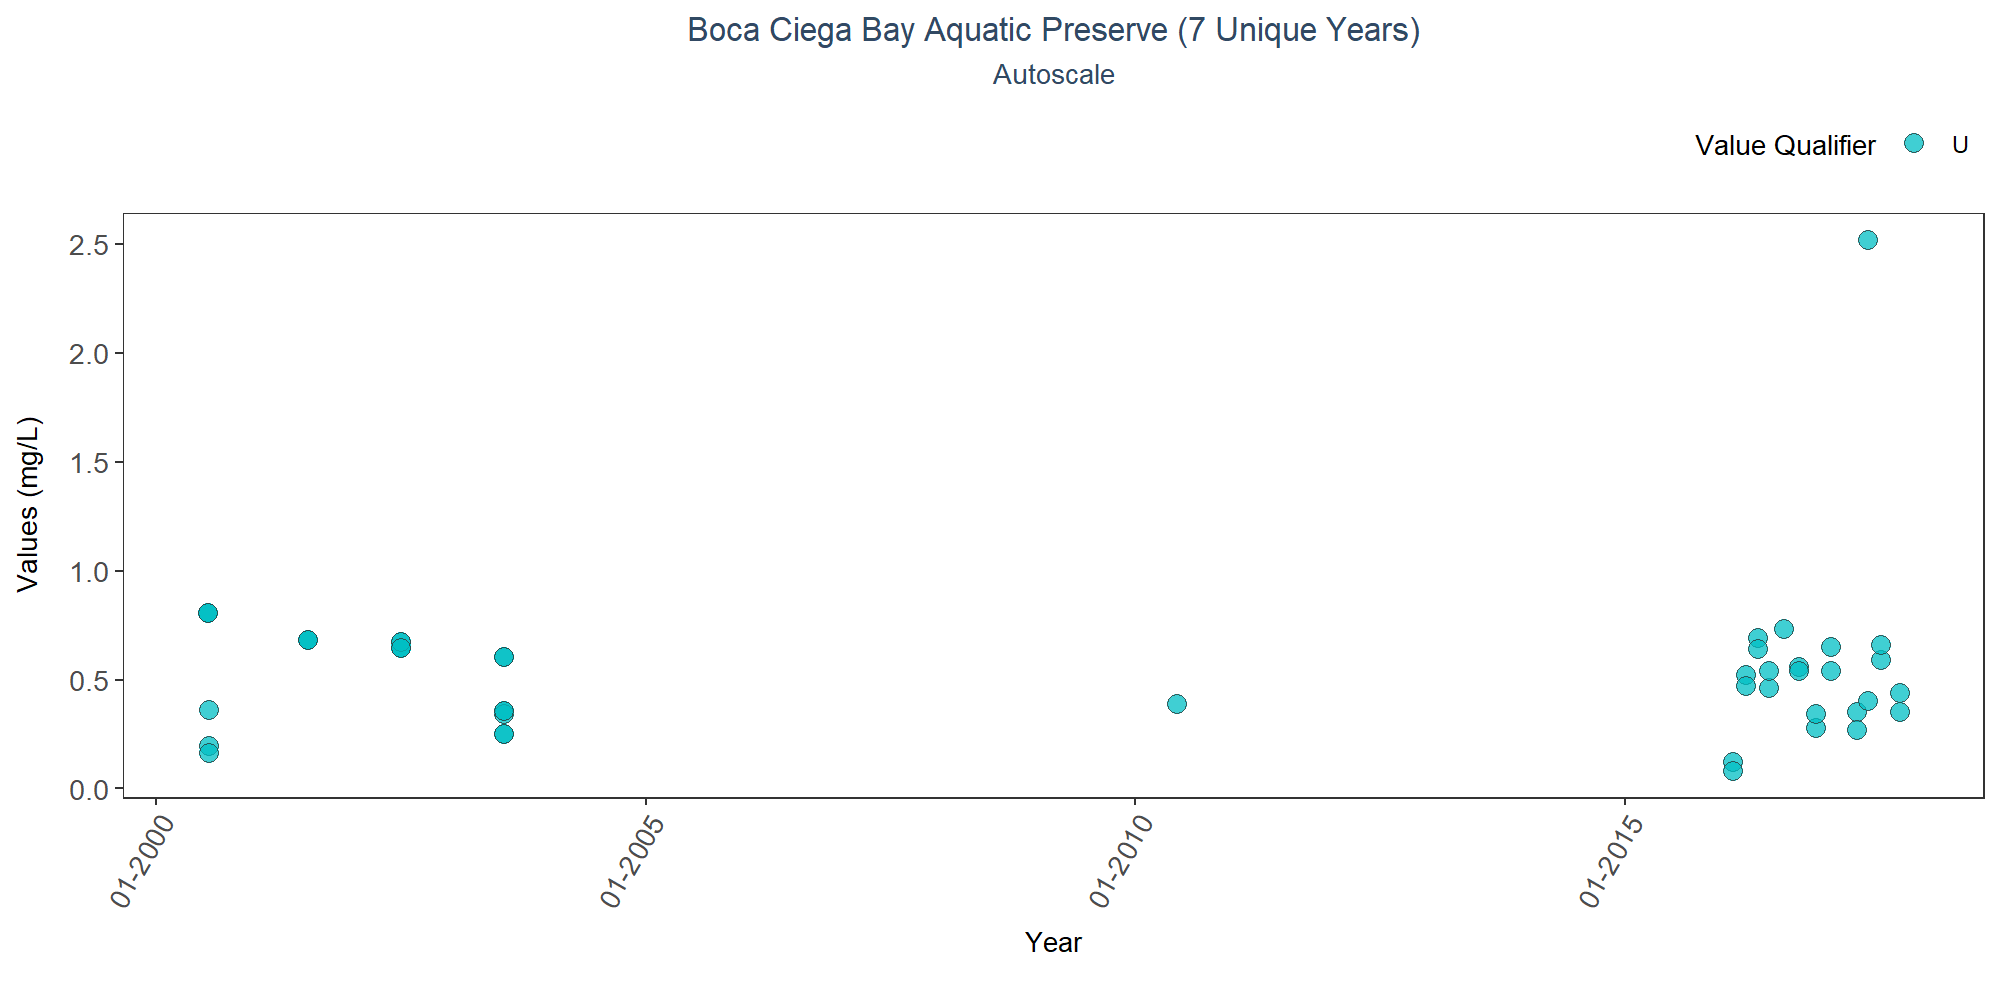 Boca Ciega Bay Aquatic Preserve (7 Unique Years)
Autoscale
Value Qualifier U
Values (mg/L)
2.5
2.0
1.5
1.0
0.5
0.0
01-2000 01-2005 01-2010 01-2015
Year